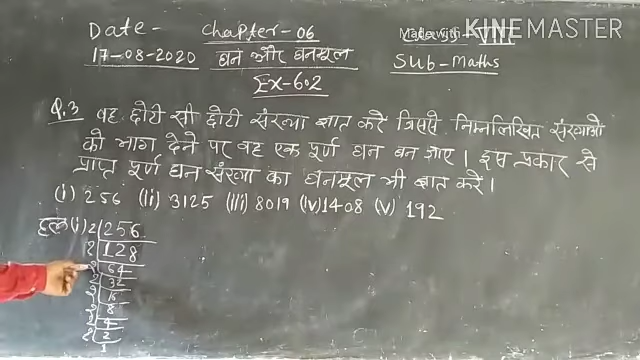 Date- Chapter-06 Made with KINEMASTER
17-08-2020 घन और घनमूल Sub-Maths
Ex-6.2
Q.3 वह छोटी सी छोटी संख्या ज्ञात करें जिससे निम्नलिखित संख्याओं
को भाग देने पर वह एक पूर्ण घन बन जाए। इस प्रकार से
प्राप्त पूर्ण घन संख्या का घनमूल भी ज्ञात करें।
(i) 256 (ii) 3125 (iii) 8019 (iv) 1408 (v) 192
हल (i) 2 256
2 128
2 64
2 32
2 16
2 8
2 4
2 2
1